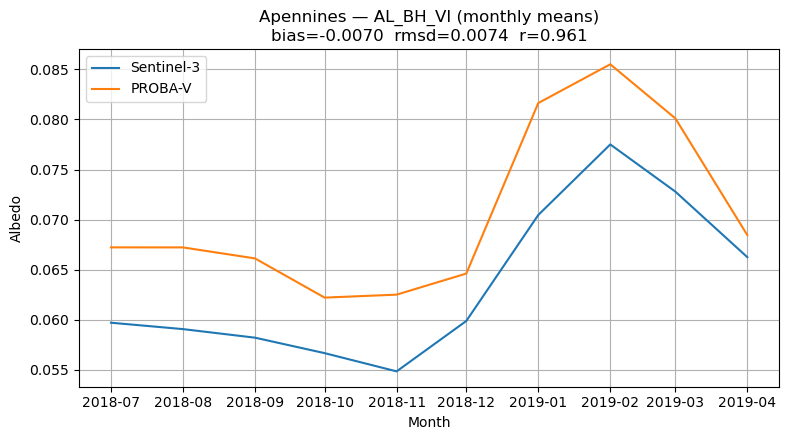 Apennines — AL_BH_VI (monthly means)
bias=-0.0070 rmsd=0.0074 r=0.961
Sentinel-3
PROBA-V
0.085
0.080
0.075
0.070
0.065
0.060
0.055
Albedo
2018-07 2018-08 2018-09 2018-10 2018-11 2018-12 2019-01 2019-02 2019-03 2019-04
Month